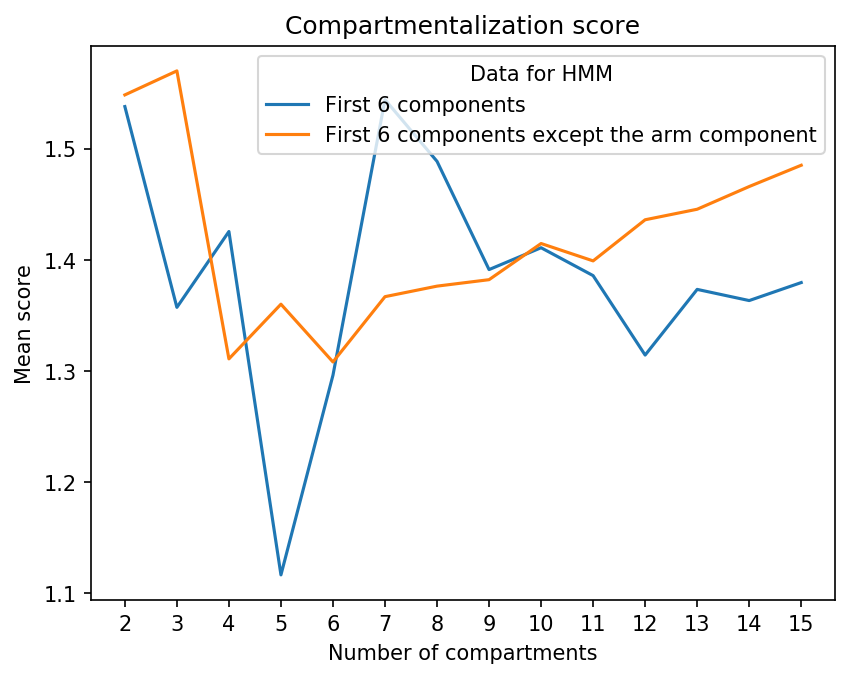 Compartmentalization score
Data for HMM
First 6 components
First 6 components except the arm component
Mean score
1.5
1.4
1.3
1.2
1.1
2 3 4 5 6 7 8 9 10 11 12 13 14 15
Number of compartments